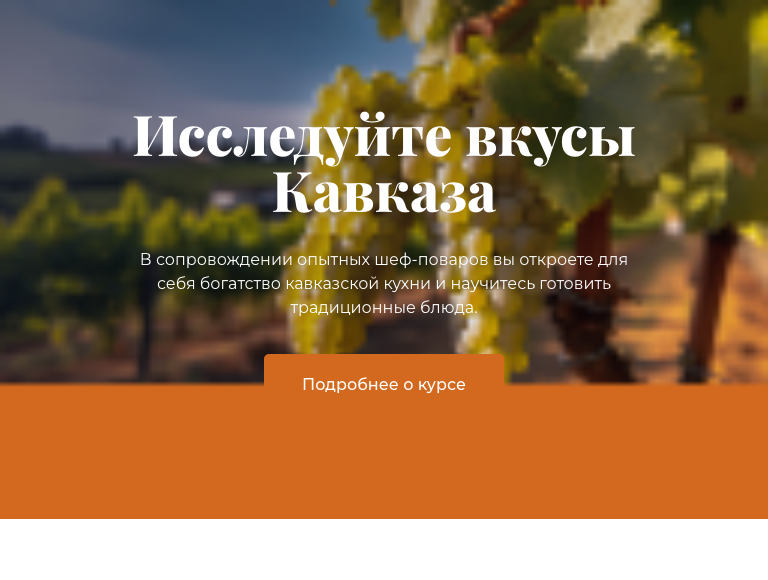 Исследуйте вкусы
Кавказа
В сопровождении опытных шеф-поваров вы откроете для
себя богатство кавказской кухни и научитесь готовить
традиционные блюда.
Подробнее о курсе